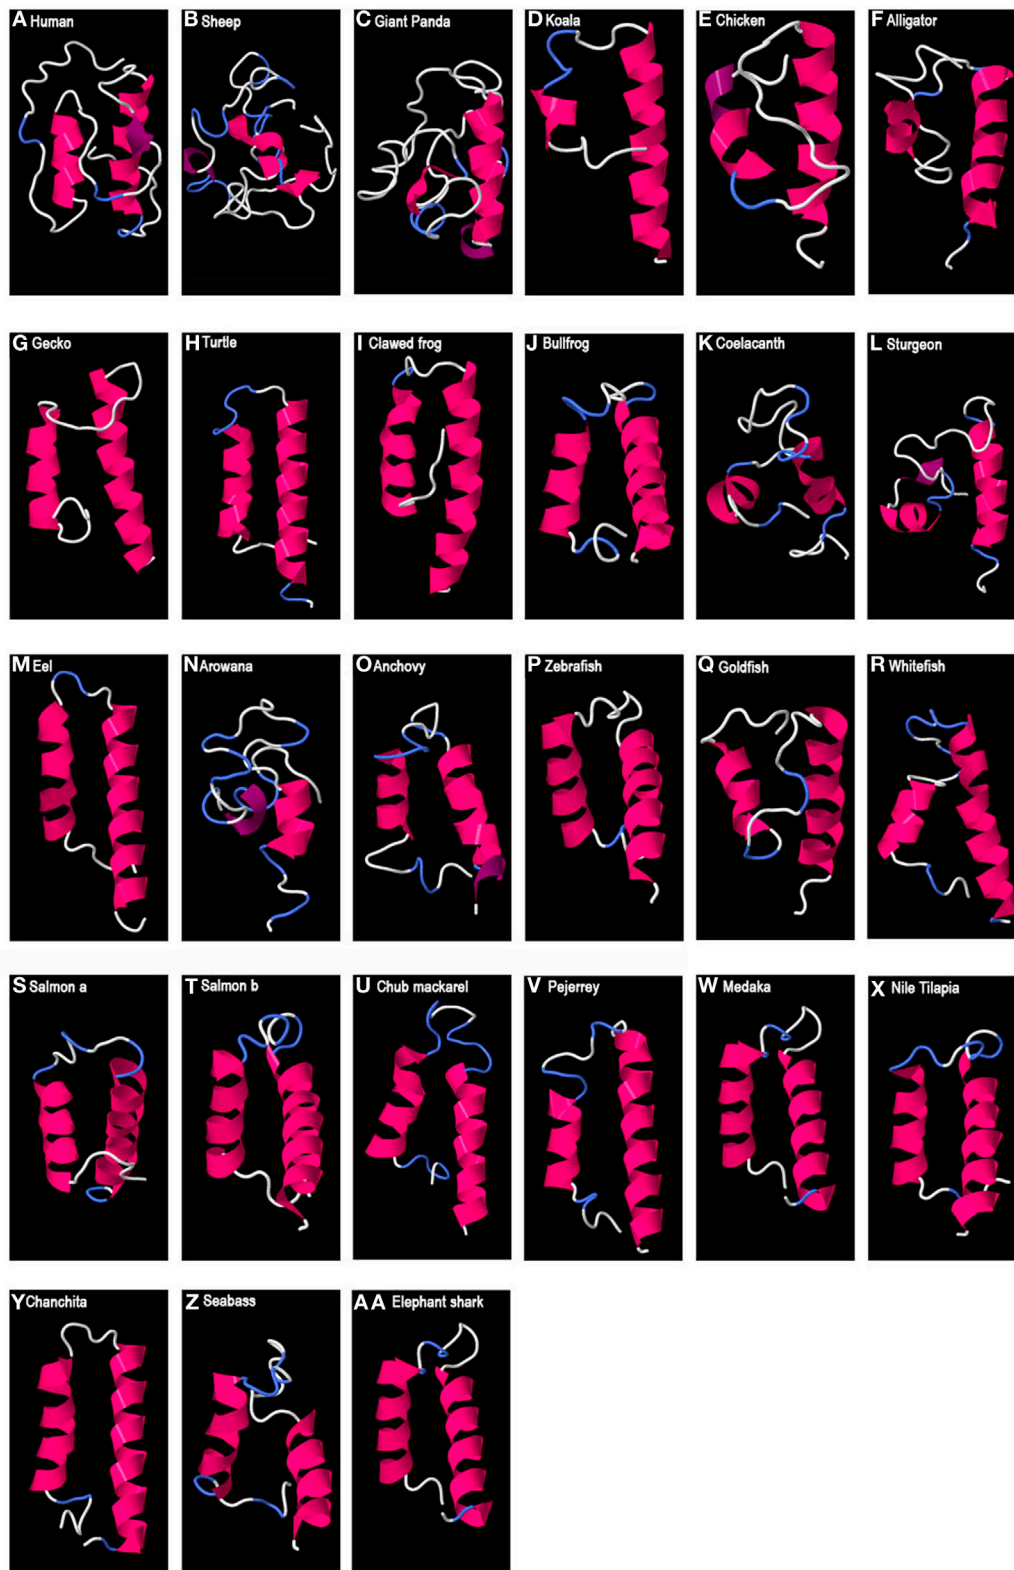 A Human
B Sheep
C Giant Panda
D Koala
E Chicken
F Alligator
G Gecko
H Turtle
I Clawed frog
J Bullfrog
K Coelacanth
L Sturgeon
M Eel
N Arowana
O Anchovy
P Zebrafish
Q Goldfish
R Whitefish
S Salmon a
T Salmon b
U Chub mackarel
V Pejerrey
W Medaka
X Nile Tilapia
Y Chanchita
Z Seabass
AA Elephant shark